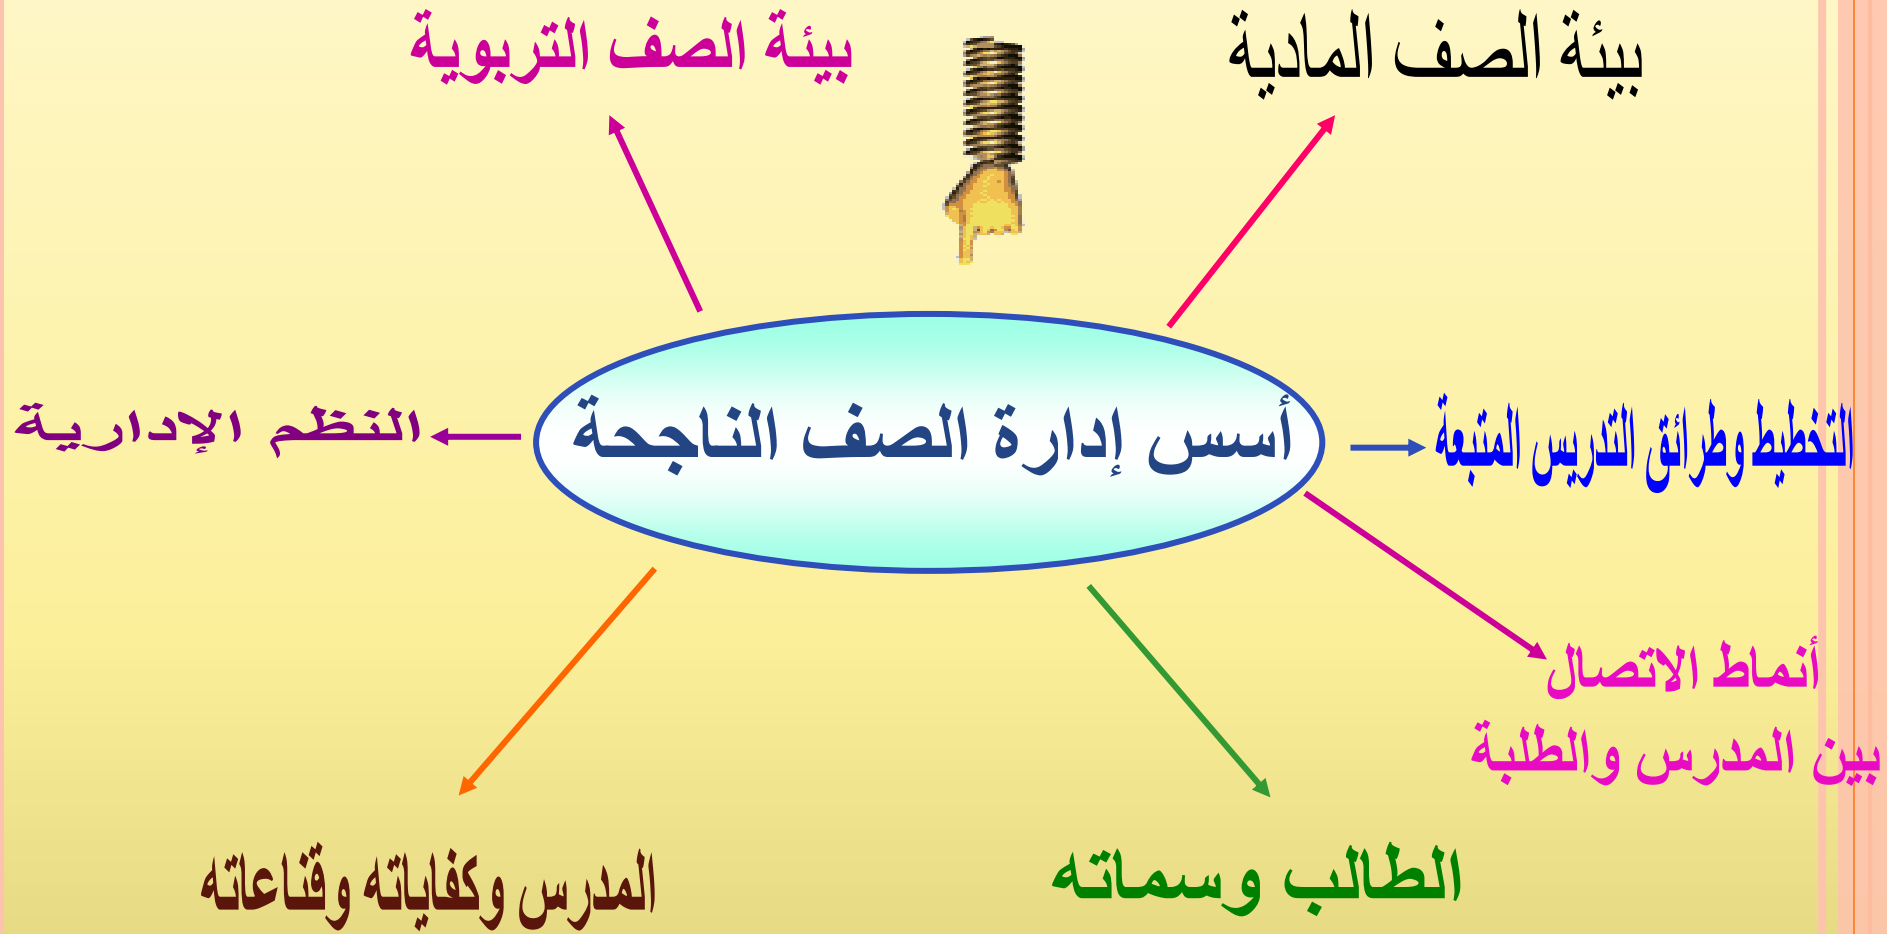 بيئة الصف المادية
بيئة الصف التربوية
أسس إدارة الصف الناجحة
التخطيط وطرائق التدريس المتبعة
النظم الإدارية
أنماط الاتصال
بين المدرس والطلبة
الطالب وسماته
المدرس وكفاياته وقناعاته